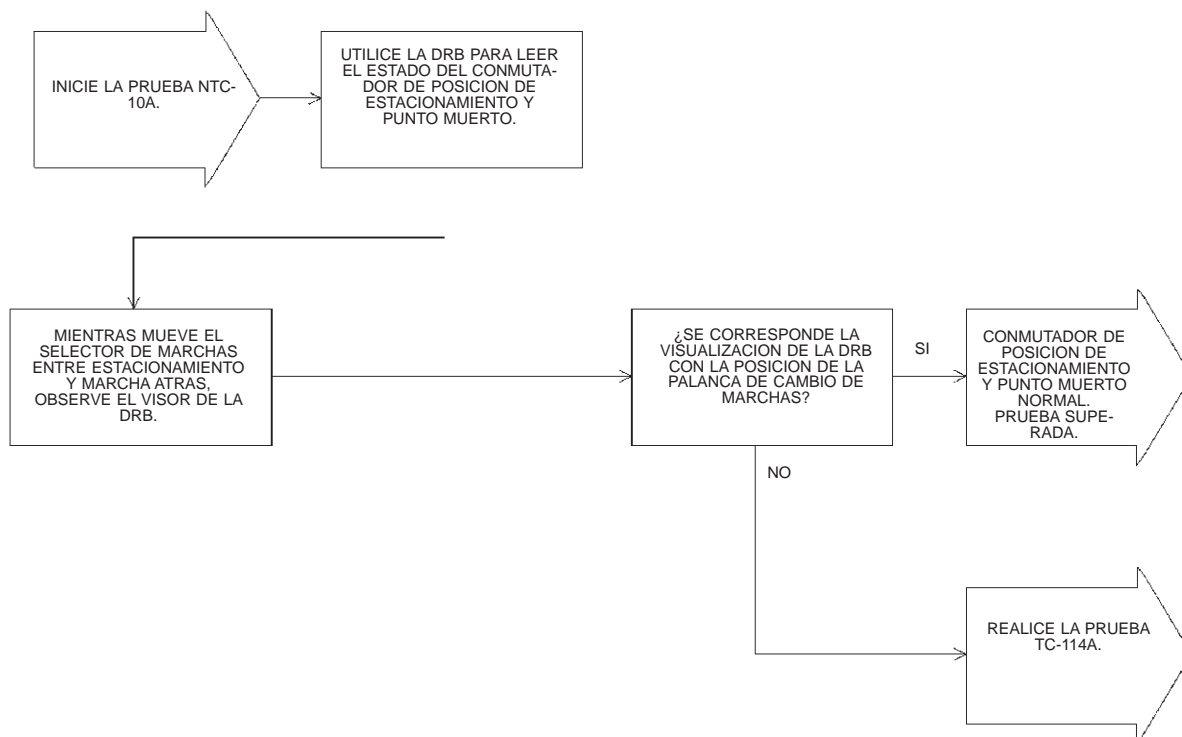 INICIE LA PRUEBA NTC-
10A.
UTILICE LA DRB PARA LEER
EL ESTADO DEL CONMUTA-
DOR DE POSICION DE
ESTACIONAMIENTO Y
PUNTO MUERTO.
MIENTRAS MUEVE EL
SELECTOR DE MARCHAS
ENTRE ESTACIONAMIENTO
Y MARCHA ATRAS,
OBSERVE EL VISOR DE LA
DRB.
¿SE CORRESPONDE LA
VISUALIZACION DE LA DRB
CON LA POSICION DE LA
PALANCA DE CAMBIO DE
MARCHAS?
SI
CONMUTADOR DE
POSICION DE
ESTACIONAMIENTO
Y PUNTO MUERTO
NORMAL.
PRUEBA SUPE-
RADA.
NO
REALICE LA PRUEBA
TC-114A.